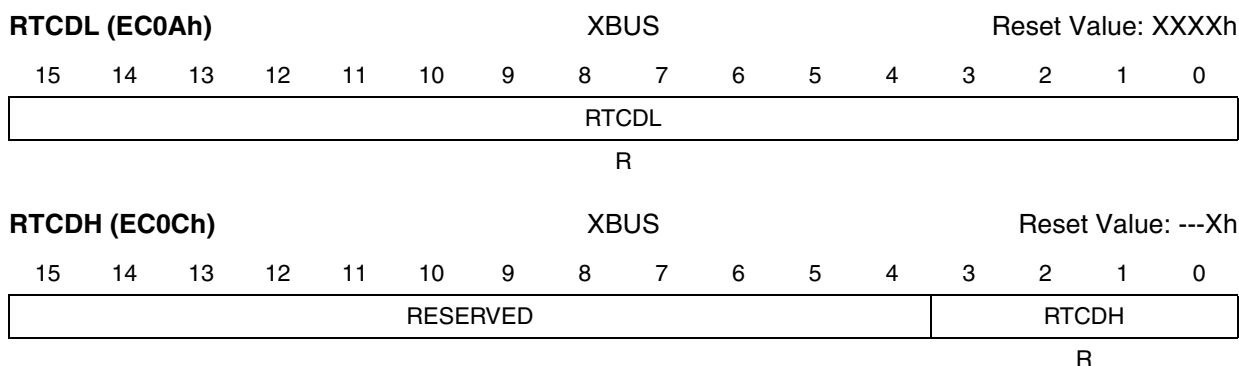 RTCDL (EC0Ah) XBUS Reset Value: XXXXh
15 14 13 12 11 10 9 8 7 6 5 4 3 2 1 0
RTCDL
R
RTCDH (EC0Ch) XBUS Reset Value: ---Xh
15 14 13 12 11 10 9 8 7 6 5 4 3 2 1 0
RESERVED RTCDH
R